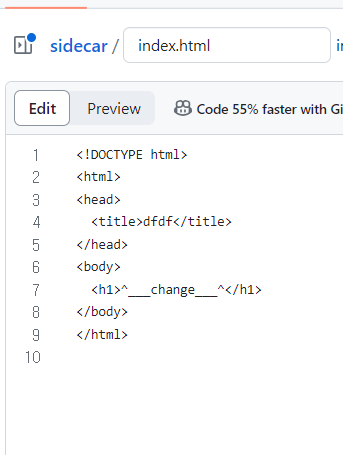 sidecar / index.html
Edit Preview Code 55% faster with Gi
1 <!DOCTYPE html>
2 <html>
3 <head>
4 <title>dfdf</title>
5 </head>
6 <body>
7 <h1>^___change___^</h1>
8 </body>
9 </html>
10